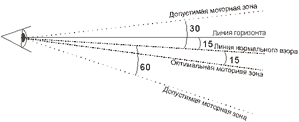 Допустимая моторная зона
30
Линия горизонта
15
Линия нормального взора
15
Оптимальная моторная зона
60
Допустимая моторная зона